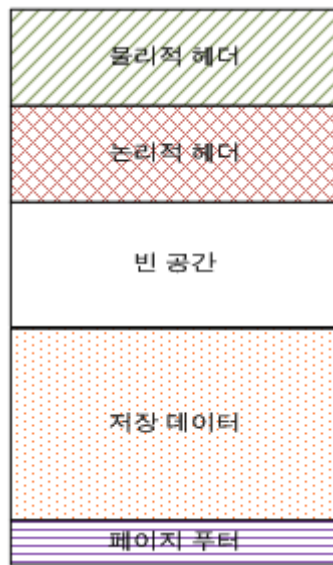 물리적 헤더
논리적 헤더
빈 공간
저장 데이터
페이지 푸터